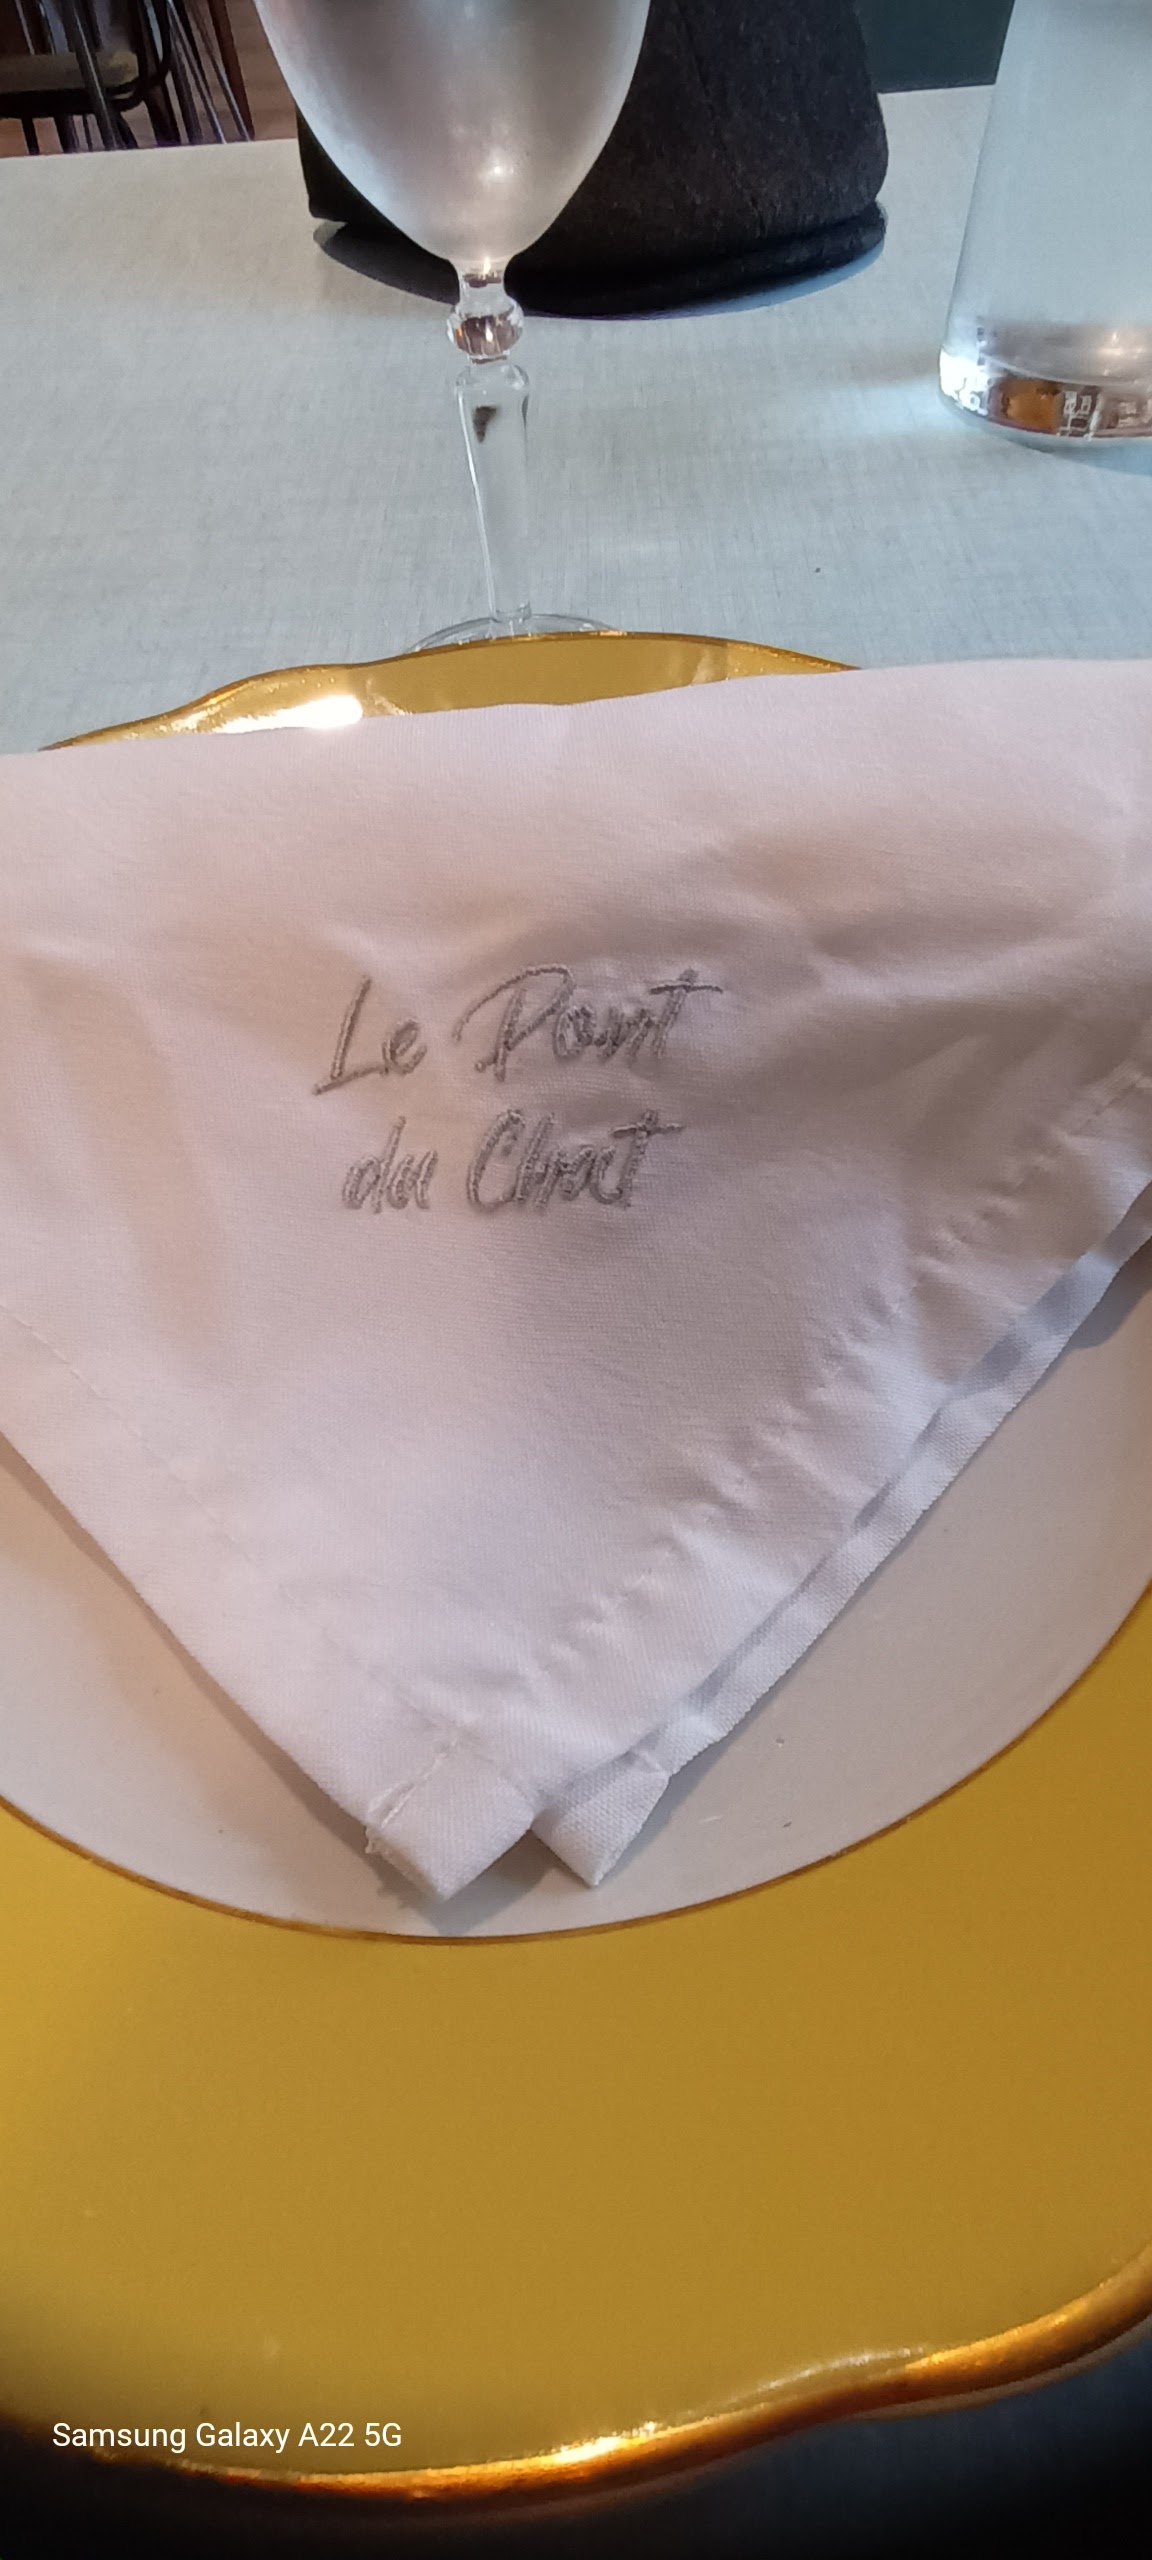 Le Pont
du Chat
Samsung Galaxy A22 5G